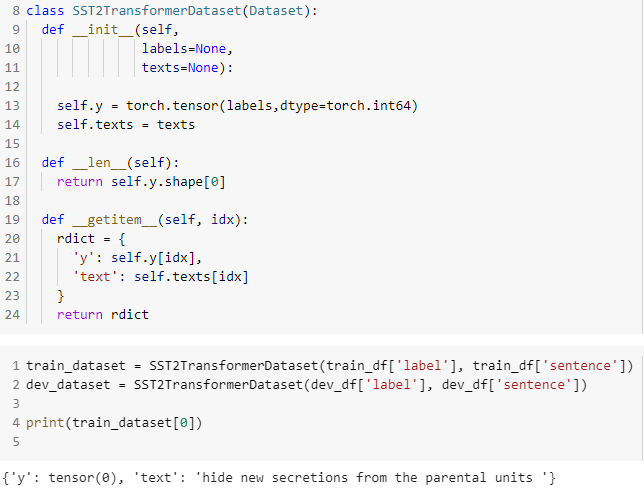 8 class SST2TransformerDataset(Dataset):
9   def __init__(self,
10                labels=None,
11                texts=None):
12
13     self.y = torch.tensor(labels,dtype=torch.int64)
14     self.texts = texts
15
16   def __len__(self):
17     return self.y.shape[0]
18
19   def __getitem__(self, idx):
20     rdict = {
21       'y': self.y[idx],
22       'text': self.texts[idx]
23     }
24     return rdict
1 train_dataset = SST2TransformerDataset(train_df['label'], train_df['sentence'])
2 dev_dataset = SST2TransformerDataset(dev_df['label'], dev_df['sentence'])
3
4 print(train_dataset[0])
5
{'y': tensor(0), 'text': 'hide new secretions from the parental units '}